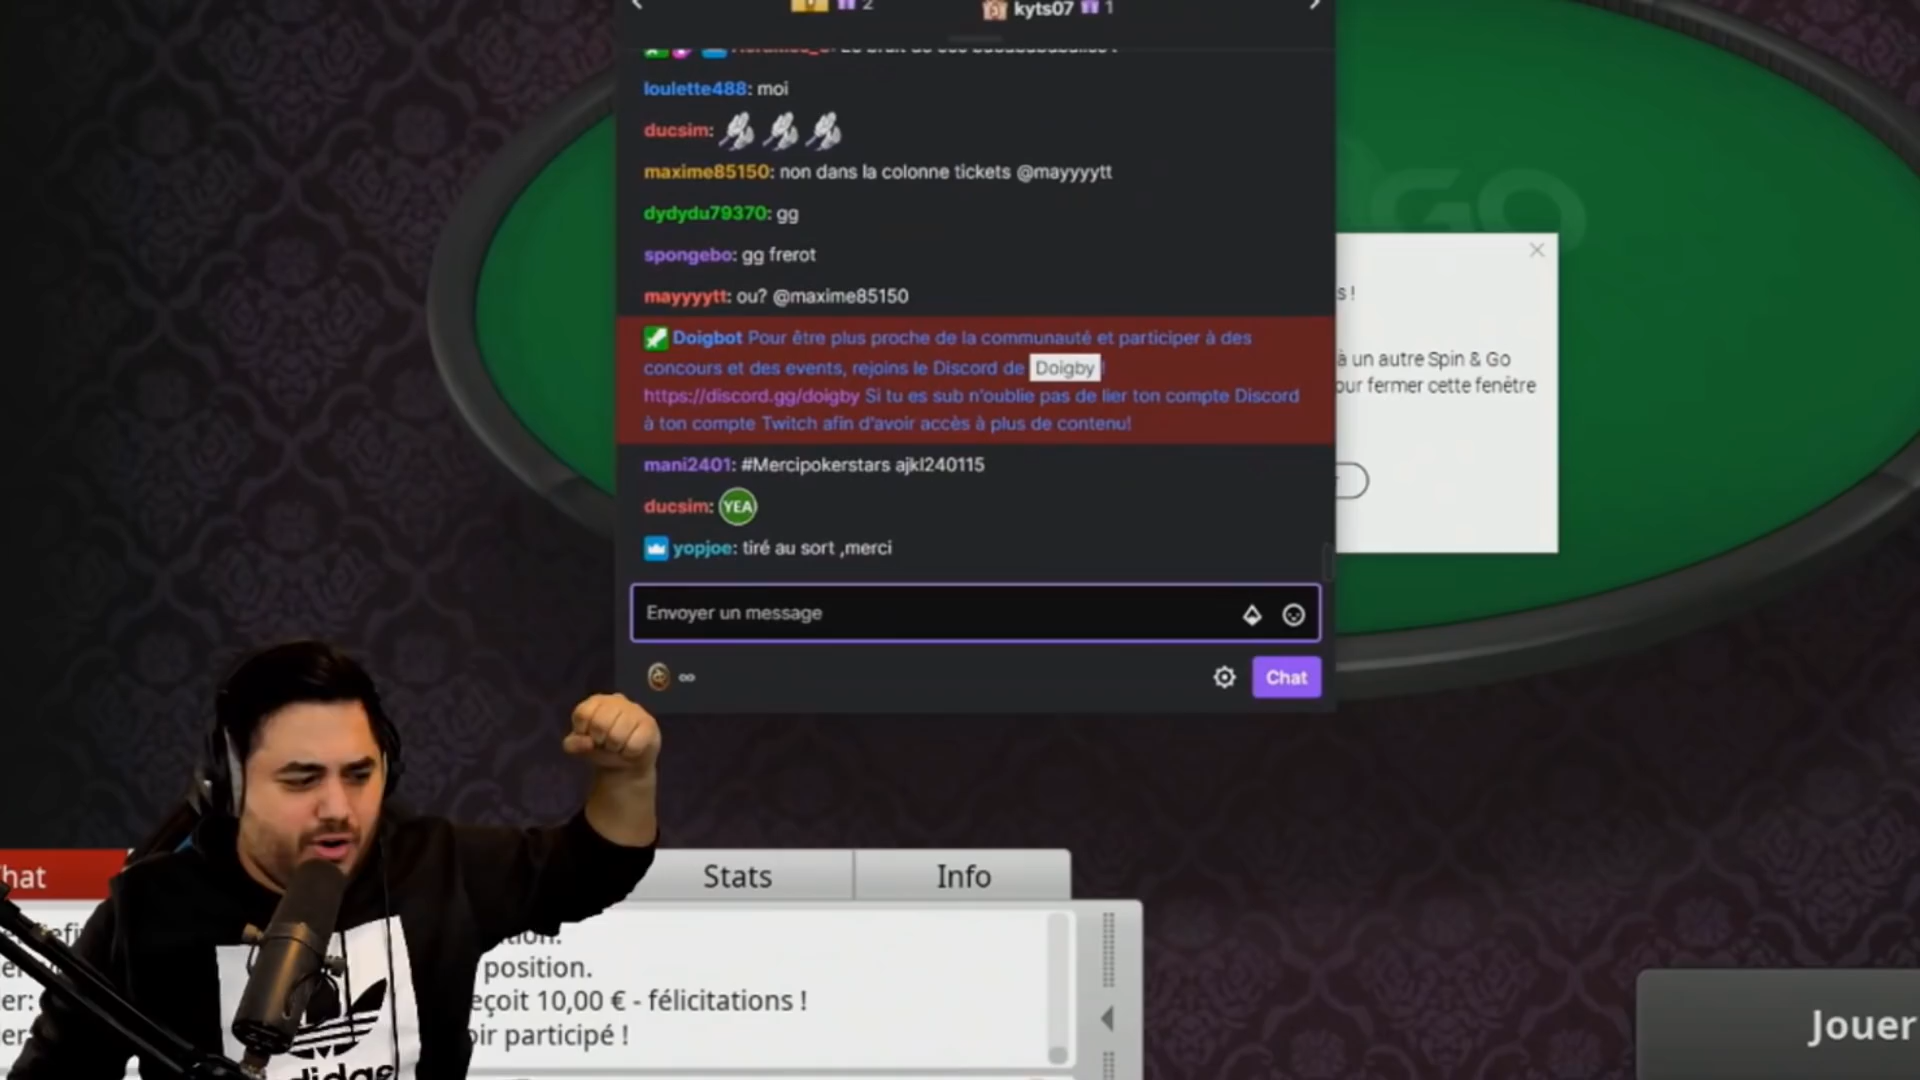 2
kyts07 1
loulette488: moi
ducsim:
maxime85150: non dans la colonne tickets @mayyyytt
dydydu79370: gg
spongebo: gg frerot
mayyyytt: ou? @maxime85150
Doigbot Pour être plus proche de la communauté et participer à des
concours et des events, rejoins le Discord de Doigby !
https://discord.gg/doigby Si tu es sub n'oublie pas de lier ton compte Discord
à ton compte Twitch afin d'avoir accès à plus de contenu!
mani2401: #Mercipokerstars ajkl240115
ducsim: YEA
yopjoe: tiré au sort ,merci
Envoyer un message
∞
Chat
GO
s !
à un autre Spin & Go
our fermer cette fenêtre
hat
Stats
Info
position.
eçoit 10,00 € - félicitations !
oir participé !
Jouer
adidas